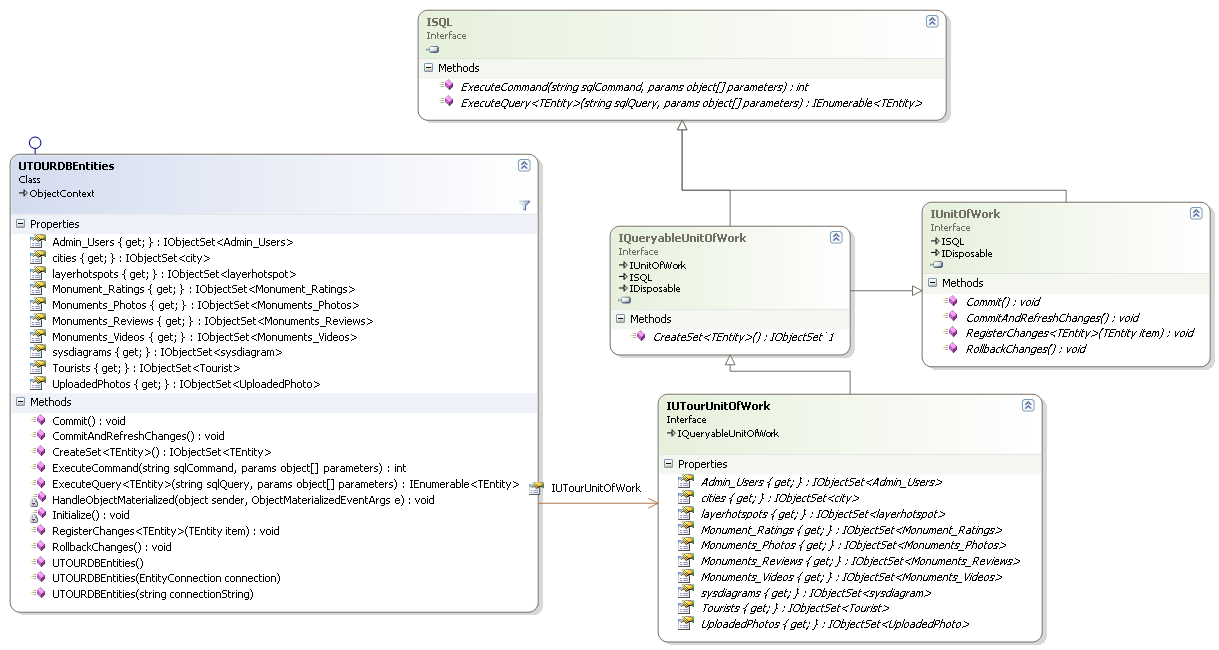 ISQL
Interface
Methods
ExecuteCommand(string sqlCommand, params object[] parameters) : int
ExecuteQuery<TEntity>(string sqlQuery, params object[] parameters) : IEnumerable<TEntity>
UTOURDBEntities
Class
ObjectContext
Properties
Admin_Users { get; } : IObjectSet<Admin_Users>
cities { get; } : IObjectSet<city>
layerhotspots { get; } : IObjectSet<layerhotspot>
Monument_Ratings { get; } : IObjectSet<Monument_Ratings>
Monuments_Photos { get; } : IObjectSet<Monuments_Photos>
Monuments_Reviews { get; } : IObjectSet<Monuments_Reviews>
Monuments_Videos { get; } : IObjectSet<Monuments_Videos>
sysdiagrams { get; } : IObjectSet<sysdiagram>
Tourists { get; } : IObjectSet<Tourist>
UploadedPhotos { get; } : IObjectSet<UploadedPhoto>
Methods
Commit() : void
CommitAndRefreshChanges() : void
CreateSet<TEntity>() : IObjectSet<TEntity>
ExecuteCommand(string sqlCommand, params object[] parameters) : int
ExecuteQuery<TEntity>(string sqlQuery, params object[] parameters) : IEnumerable<TEntity>
HandleObjectMaterialized(object sender, ObjectMaterializedEventArgs e) : void
Initialize() : void
RegisterChanges<TEntity>(TEntity item) : void
RollbackChanges() : void
UTOURDBEntities()
UTOURDBEntities(EntityConnection connection)
UTOURDBEntities(string connectionString)
IUTourUnitOfWork
IQueryableUnitOfWork
Interface
IUnitOfWork
ISQL
IDisposable
Methods
CreateSet<TEntity>() : IObjectSet`1
IUnitOfWork
Interface
ISQL
IDisposable
Methods
Commit() : void
CommitAndRefreshChanges() : void
RegisterChanges<TEntity>(TEntity item) : void
RollbackChanges() : void
IUTourUnitOfWork
Interface
IQueryableUnitOfWork
Properties
Admin_Users { get; } : IObjectSet<Admin_Users>
cities { get; } : IObjectSet<city>
layerhotspots { get; } : IObjectSet<layerhotspot>
Monument_Ratings { get; } : IObjectSet<Monument_Ratings>
Monuments_Photos { get; } : IObjectSet<Monuments_Photos>
Monuments_Reviews { get; } : IObjectSet<Monuments_Reviews>
Monuments_Videos { get; } : IObjectSet<Monuments_Videos>
sysdiagrams { get; } : IObjectSet<sysdiagram>
Tourists { get; } : IObjectSet<Tourist>
UploadedPhotos { get; } : IObjectSet<UploadedPhoto>